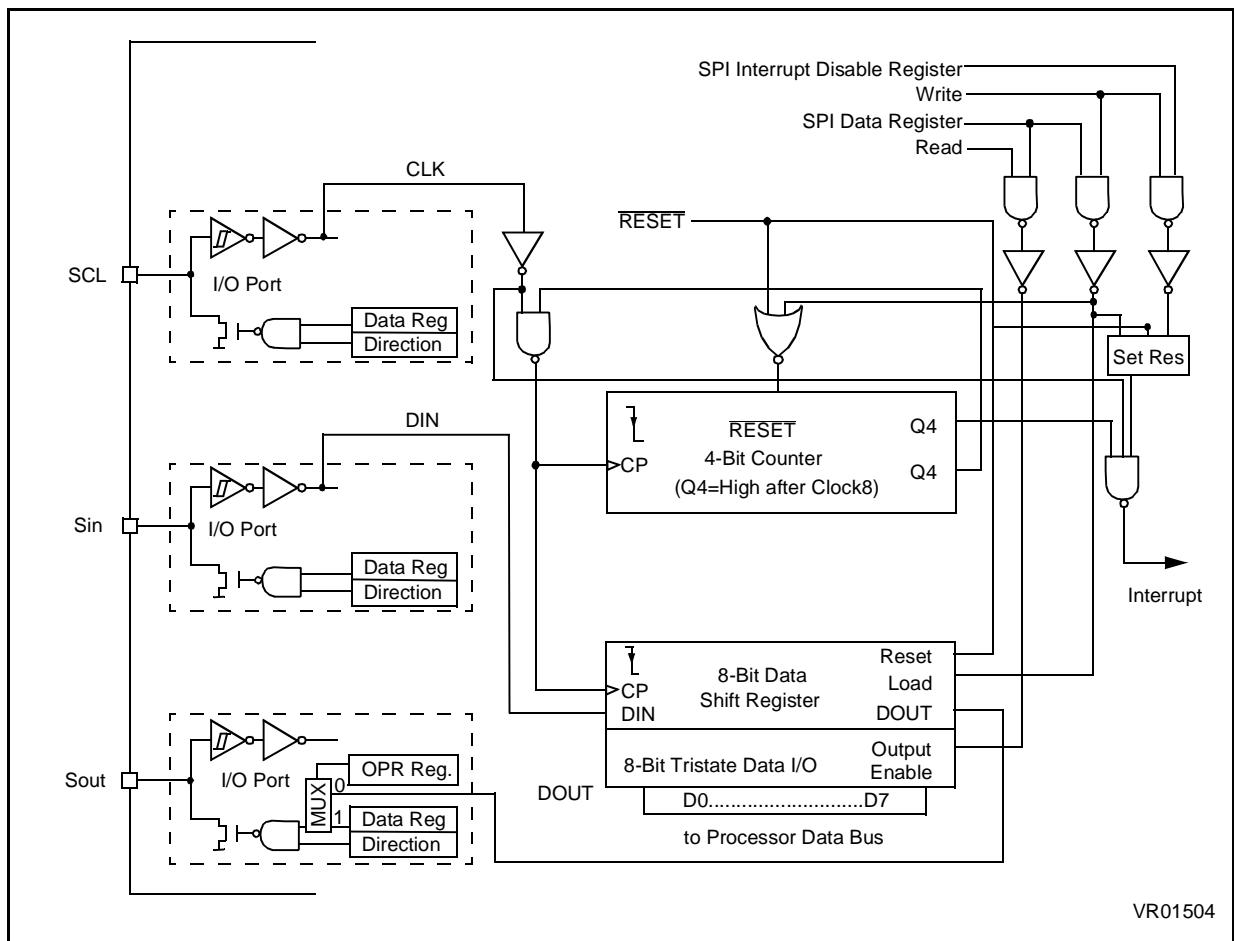 SPI Interrupt Disable Register
Write
SPI Data Register
Read
CLK
RESET
SCL
I/O Port
Data Reg
Direction
Set Res
DIN
RESET
Q4
4-Bit Counter
CP
Q4
(Q4=High after Clock8)
Sin
I/O Port
Data Reg
Direction
Interrupt
Reset
8-Bit Data
Load
CP
Shift Register
DIN
DOUT
Sout
I/O Port
OPR Reg.
MUX
0
1
Data Reg
Direction
Output
8-Bit Tristate Data I/O
Enable
DOUT
D0............................D7
to Processor Data Bus
VR01504